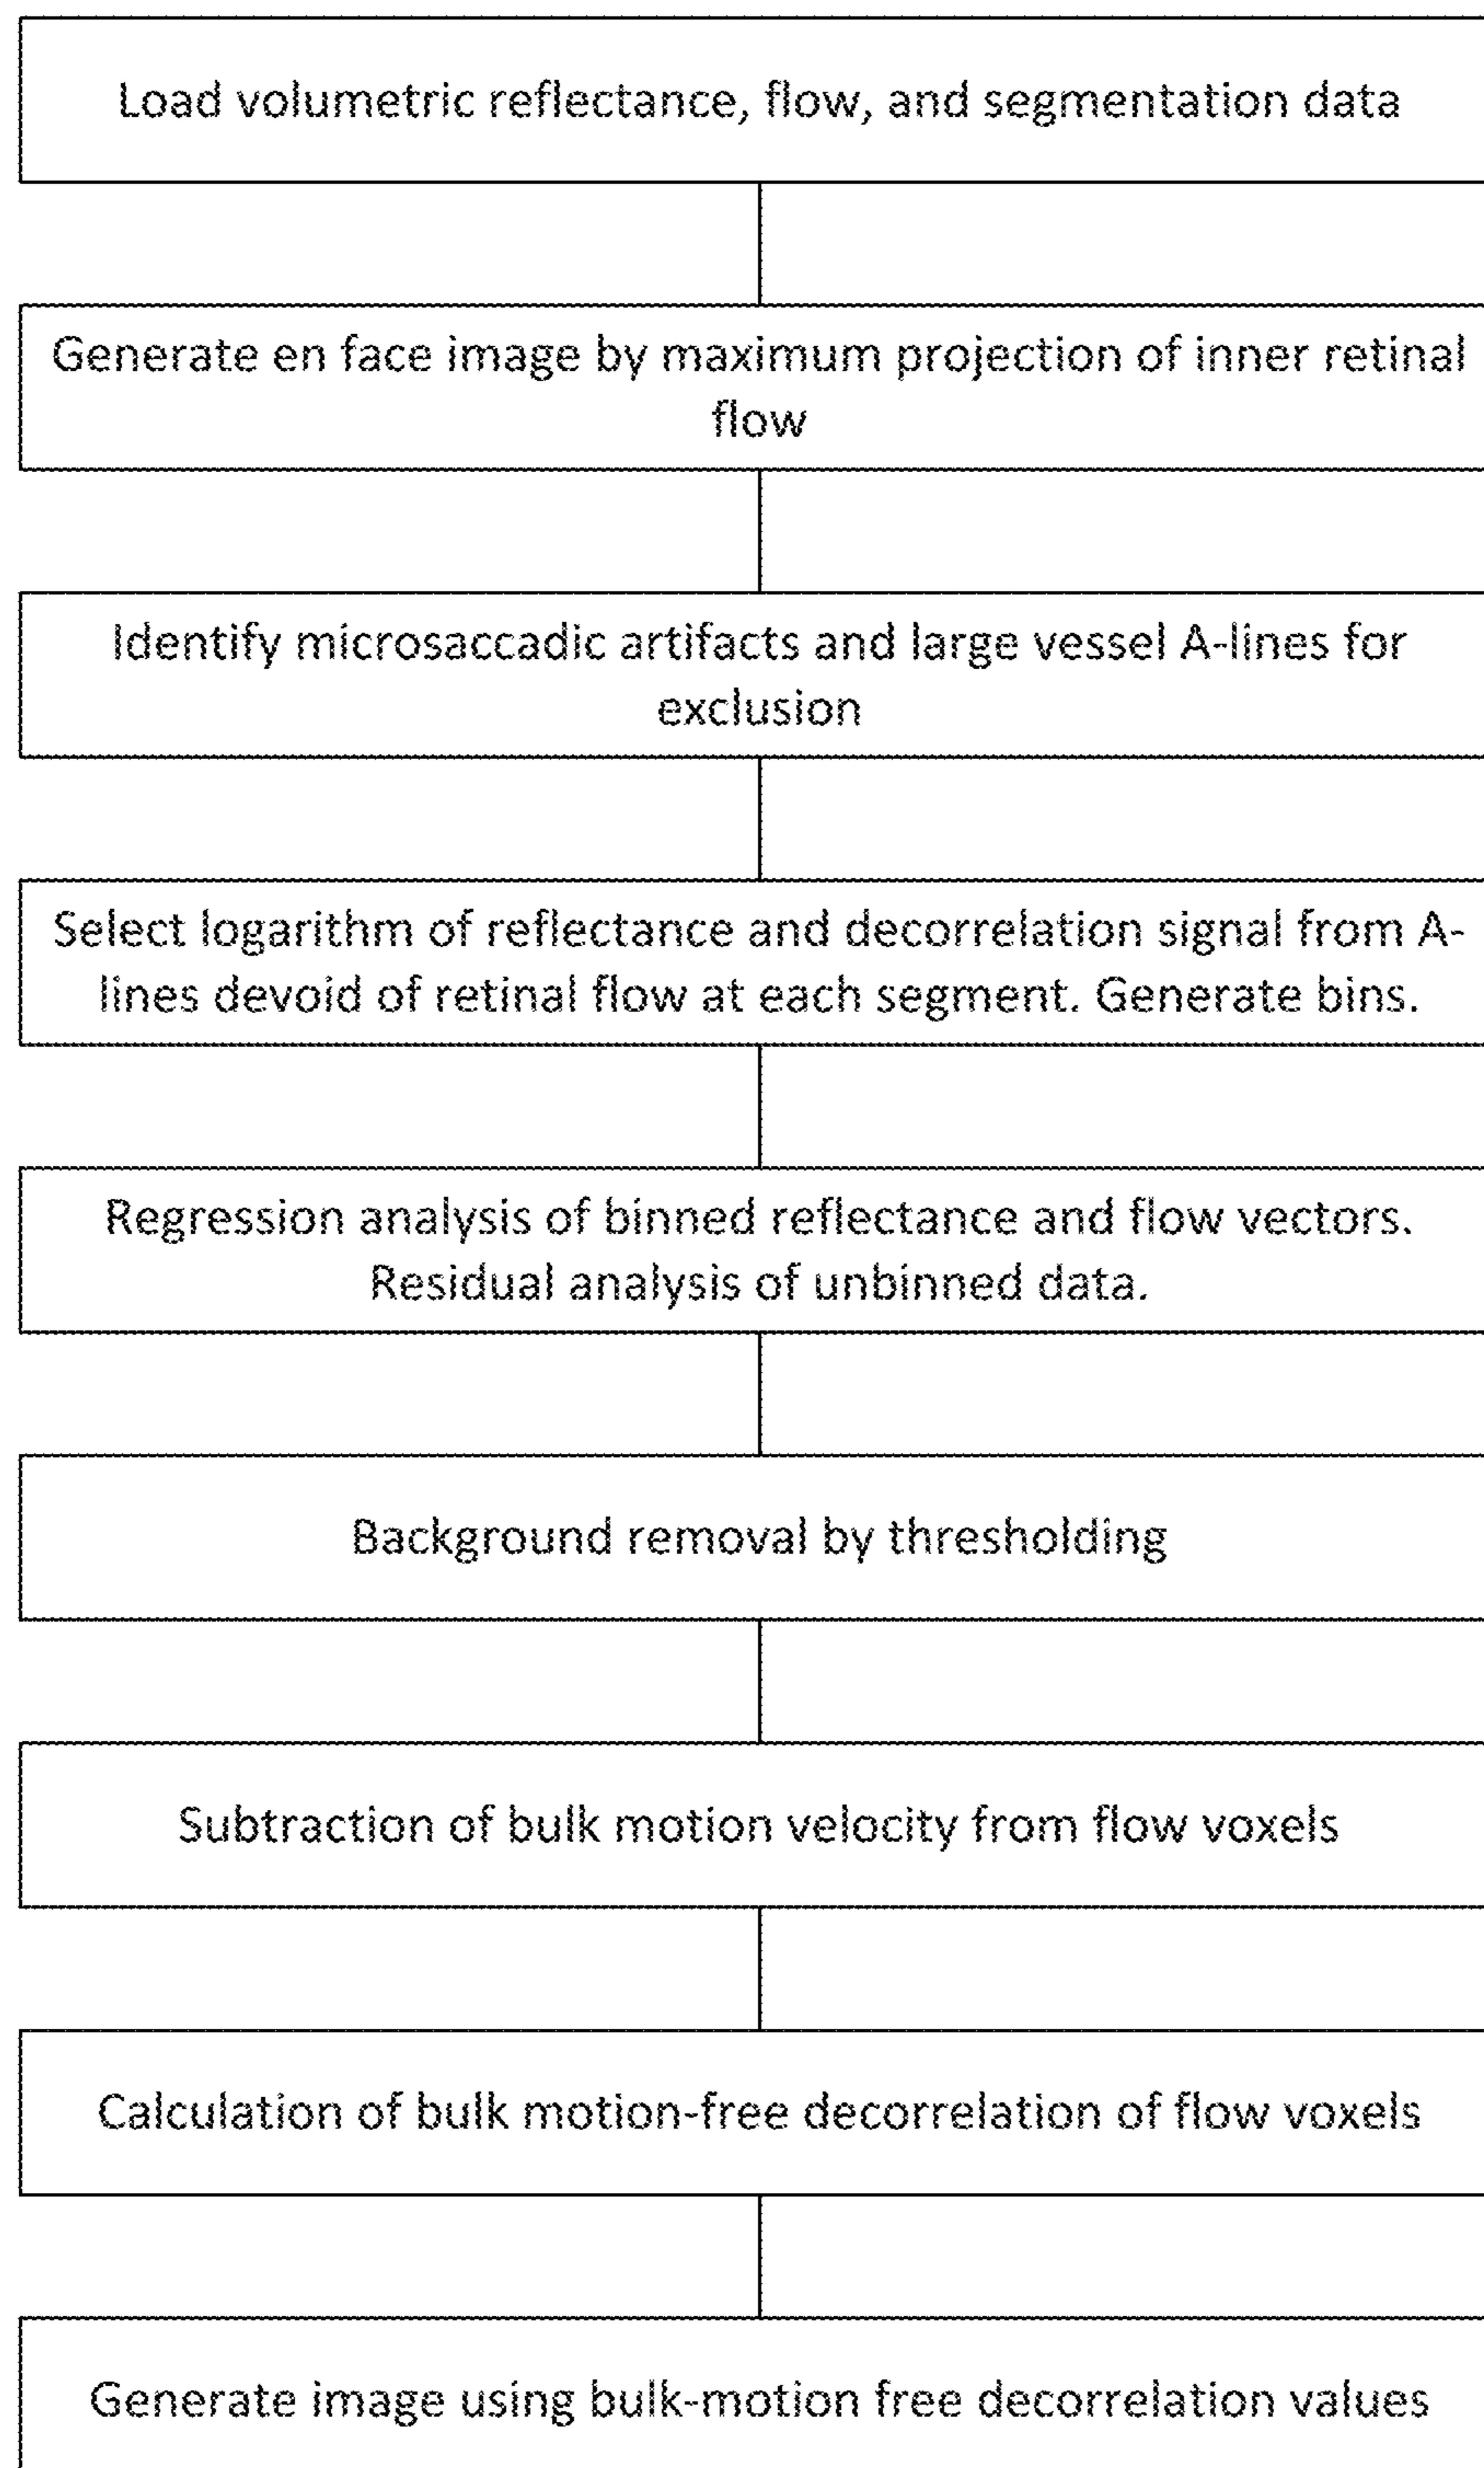 Load volumetric reflectance, flow, and segmentation data
Generate en face image by maximum projection of inner retinal
flow
Identify microsaccadic artifacts and large vessel A-lines for
exclusion
Select logarithm of reflectance and decorrelation signal from A-
lines devoid of retinal flow at each segment. Generate bins.
Regression analysis of binned reflectance and flow vectors.
Residual analysis of unbinned data.
Background removal by thresholding
Subtraction of bulk motion velocity from flow voxels
Calculation of bulk motion-free decorrelation of flow voxels
Generate image using bulk-motion free decorrelation values